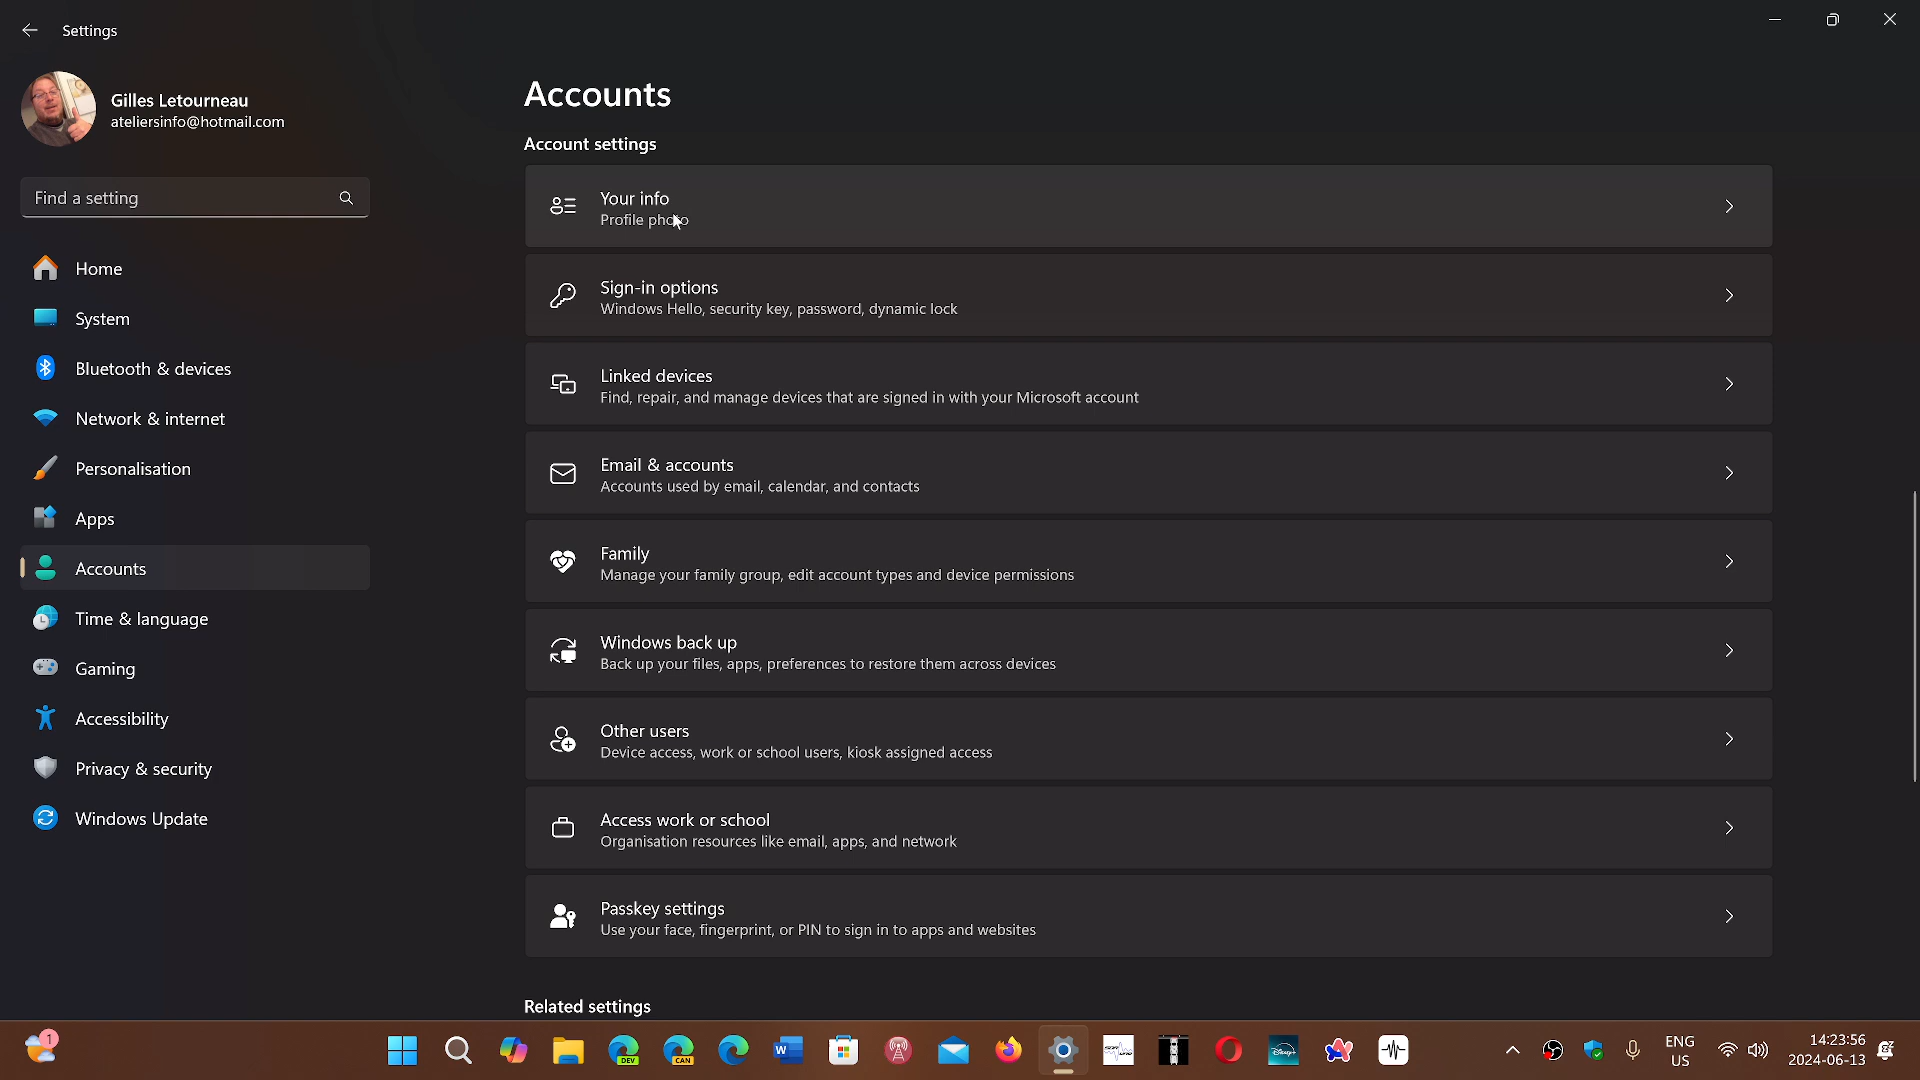 Settings
Gilles Letourneau
ateliersinfo@hotmail.com
Find a setting
Home
System
Bluetooth & devices
Network & internet
Personalisation
Apps
Accounts
Time & language
Gaming
Accessibility
Privacy & security
Windows Update
Accounts
Account settings
Your info
Profile photo
Sign-in options
Windows Hello, security key, password, dynamic lock
Linked devices
Find, repair, and manage devices that are signed in with your Microsoft account
Email & accounts
Accounts used by email, calendar, and contacts
Family
Manage your family group, edit account types and device permissions
Windows back up
Back up your files, apps, preferences to restore them across devices
Other users
Device access, work or school users, kiosk assigned access
Access work or school
Organisation resources like email, apps, and network
Passkey settings
Use your face, fingerprint, or PIN to sign in to apps and websites
Related settings
1
DEV
CAN
W
Disney+
ENG
US
14:23:56
2024-06-13